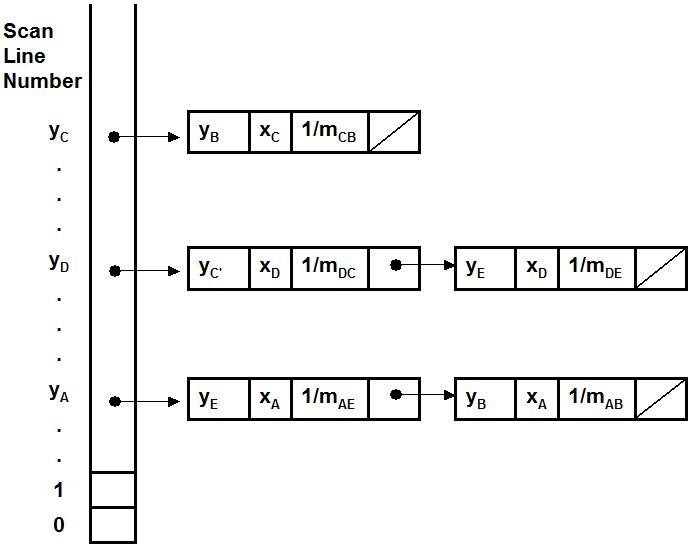 Scan
Line
Number
yC yB xC 1/mCB
.
.
.
yD yC' xD 1/mDC yE xD 1/mDE
.
.
.
yA yE xA 1/mAE yB xA 1/mAB
.
.
1
0